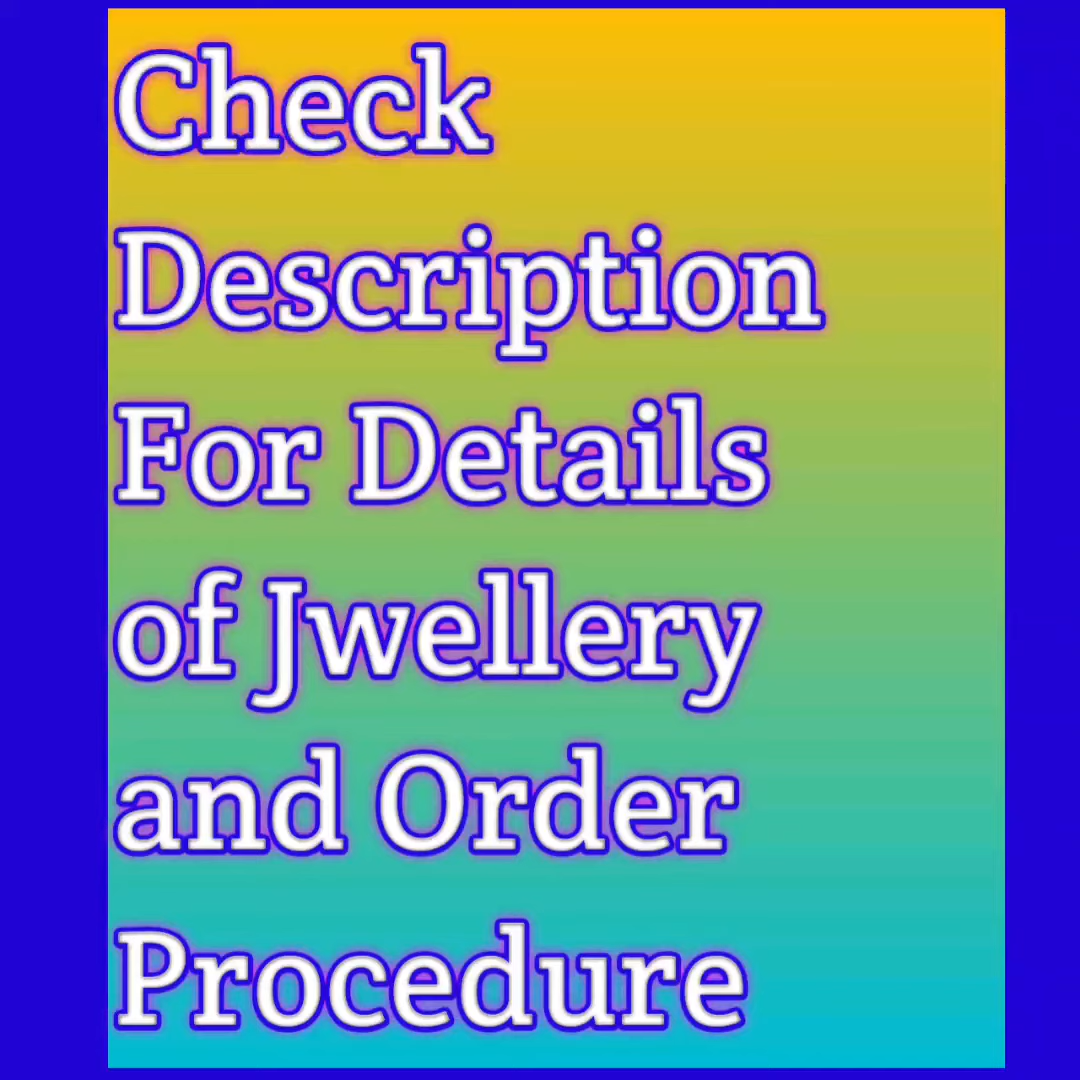 Check
Description
For Details
of Jwellery
and Order
Procedure